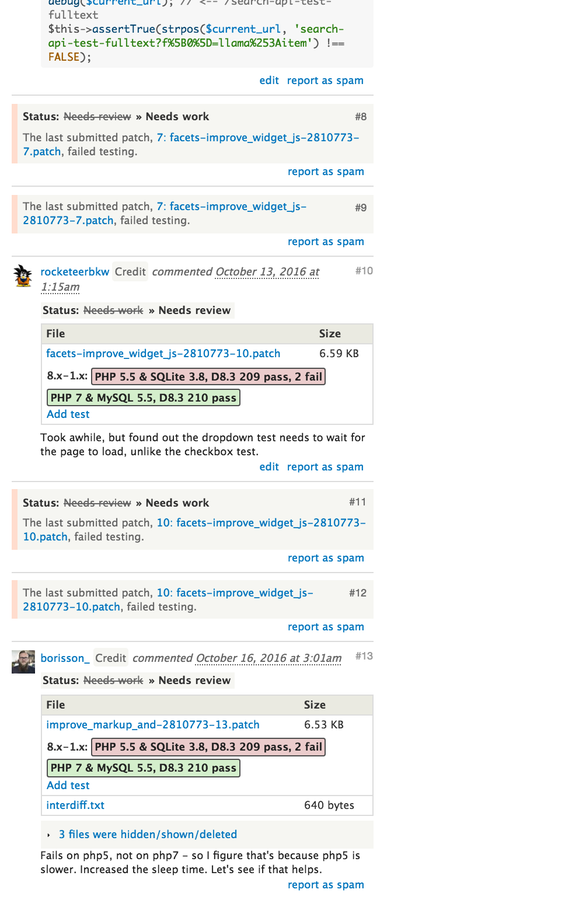 debug($current_url); // <-- /search-api-test-
fulltext
$this->assertTrue(strpos($current_url, 'search-
api-test-fulltext?f%5B0%5D=llama%253Aitem') !==
FALSE);
edit report as spam
Status: Needs review » Needs work #8
The last submitted patch, 7: facets-improve_widget_js-2810773-
7.patch, failed testing.
report as spam
The last submitted patch, 7: facets-improve_widget_js- #9
2810773-7.patch, failed testing.
report as spam
rocketeerbkw Credit commented October 13, 2016 at #10
1:15am
Status: Needs work » Needs review
File Size
facets-improve_widget_js-2810773-10.patch 6.59 KB
8.x-1.x: PHP 5.5 & SQLite 3.8, D8.3 209 pass, 2 fail
PHP 7 & MySQL 5.5, D8.3 210 pass
Add test
Took awhile, but found out the dropdown test needs to wait for
the page to load, unlike the checkbox test.
edit report as spam
Status: Needs review » Needs work #11
The last submitted patch, 10: facets-improve_widget_js-2810773-
10.patch, failed testing.
report as spam
The last submitted patch, 10: facets-improve_widget_js- #12
2810773-10.patch, failed testing.
report as spam
borisson_ Credit commented October 16, 2016 at 3:01am #13
Status: Needs work » Needs review
File Size
improve_markup_and-2810773-13.patch 6.53 KB
8.x-1.x: PHP 5.5 & SQLite 3.8, D8.3 209 pass, 2 fail
PHP 7 & MySQL 5.5, D8.3 210 pass
Add test
interdiff.txt 640 bytes
3 files were hidden/shown/deleted
Fails on php5, not on php7 - so I figure that's because php5 is
slower. Increased the sleep time. Let's see if that helps.
report as spam